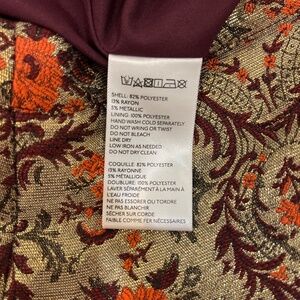 SHELL: 82% POLYESTER
13% RAYON
5% METALLIC
LINING: 100% POLYESTER
HAND WASH COLD SEPARATELY
DO NOT WRING OR TWIST
DO NOT BLEACH
LINE DRY
LOW IRON AS NEEDED
DO NOT DRY CLEAN
COQUILLE: 82% POLYESTER
13% RAYONNE
5% METALLIQUE
DOUBLURE: 100% POLYESTER
LAVER SÉPARÉMENT À LA MAIN À
L'EAU FROIDE
NE PAS ESSORER OU TORDRE
NE PAS BLANCHIR
SÉCHER SUR CORDE
FAIBLE COMME FER NÉCESSAIRES